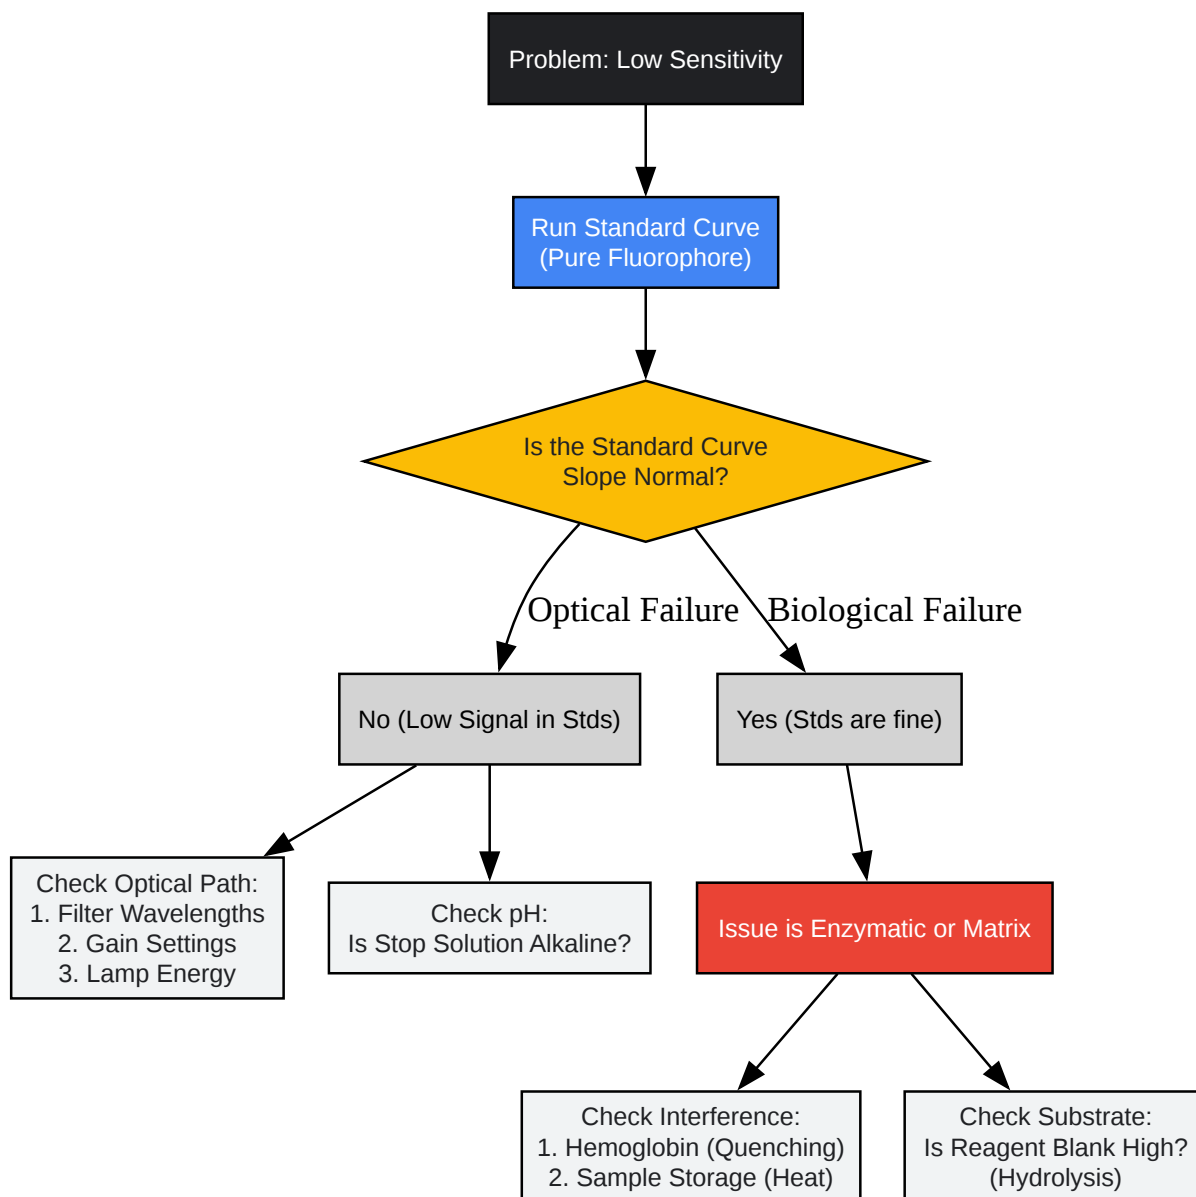 Problem: Low Sensitivity
Run Standard Curve
(Pure Fluorophore)
Is the Standard Curve
Slope Normal?
Optical Failure
Biological Failure
No (Low Signal in Stds)
Yes (Stds are fine)
Check Optical Path:
1. Filter Wavelengths
2. Gain Settings
3. Lamp Energy
Check pH:
Is Stop Solution Alkaline?
Issue is Enzymatic or Matrix
Check Interference:
1. Hemoglobin (Quenching)
2. Sample Storage (Heat)
Check Substrate:
Is Reagent Blank High?
(Hydrolysis)